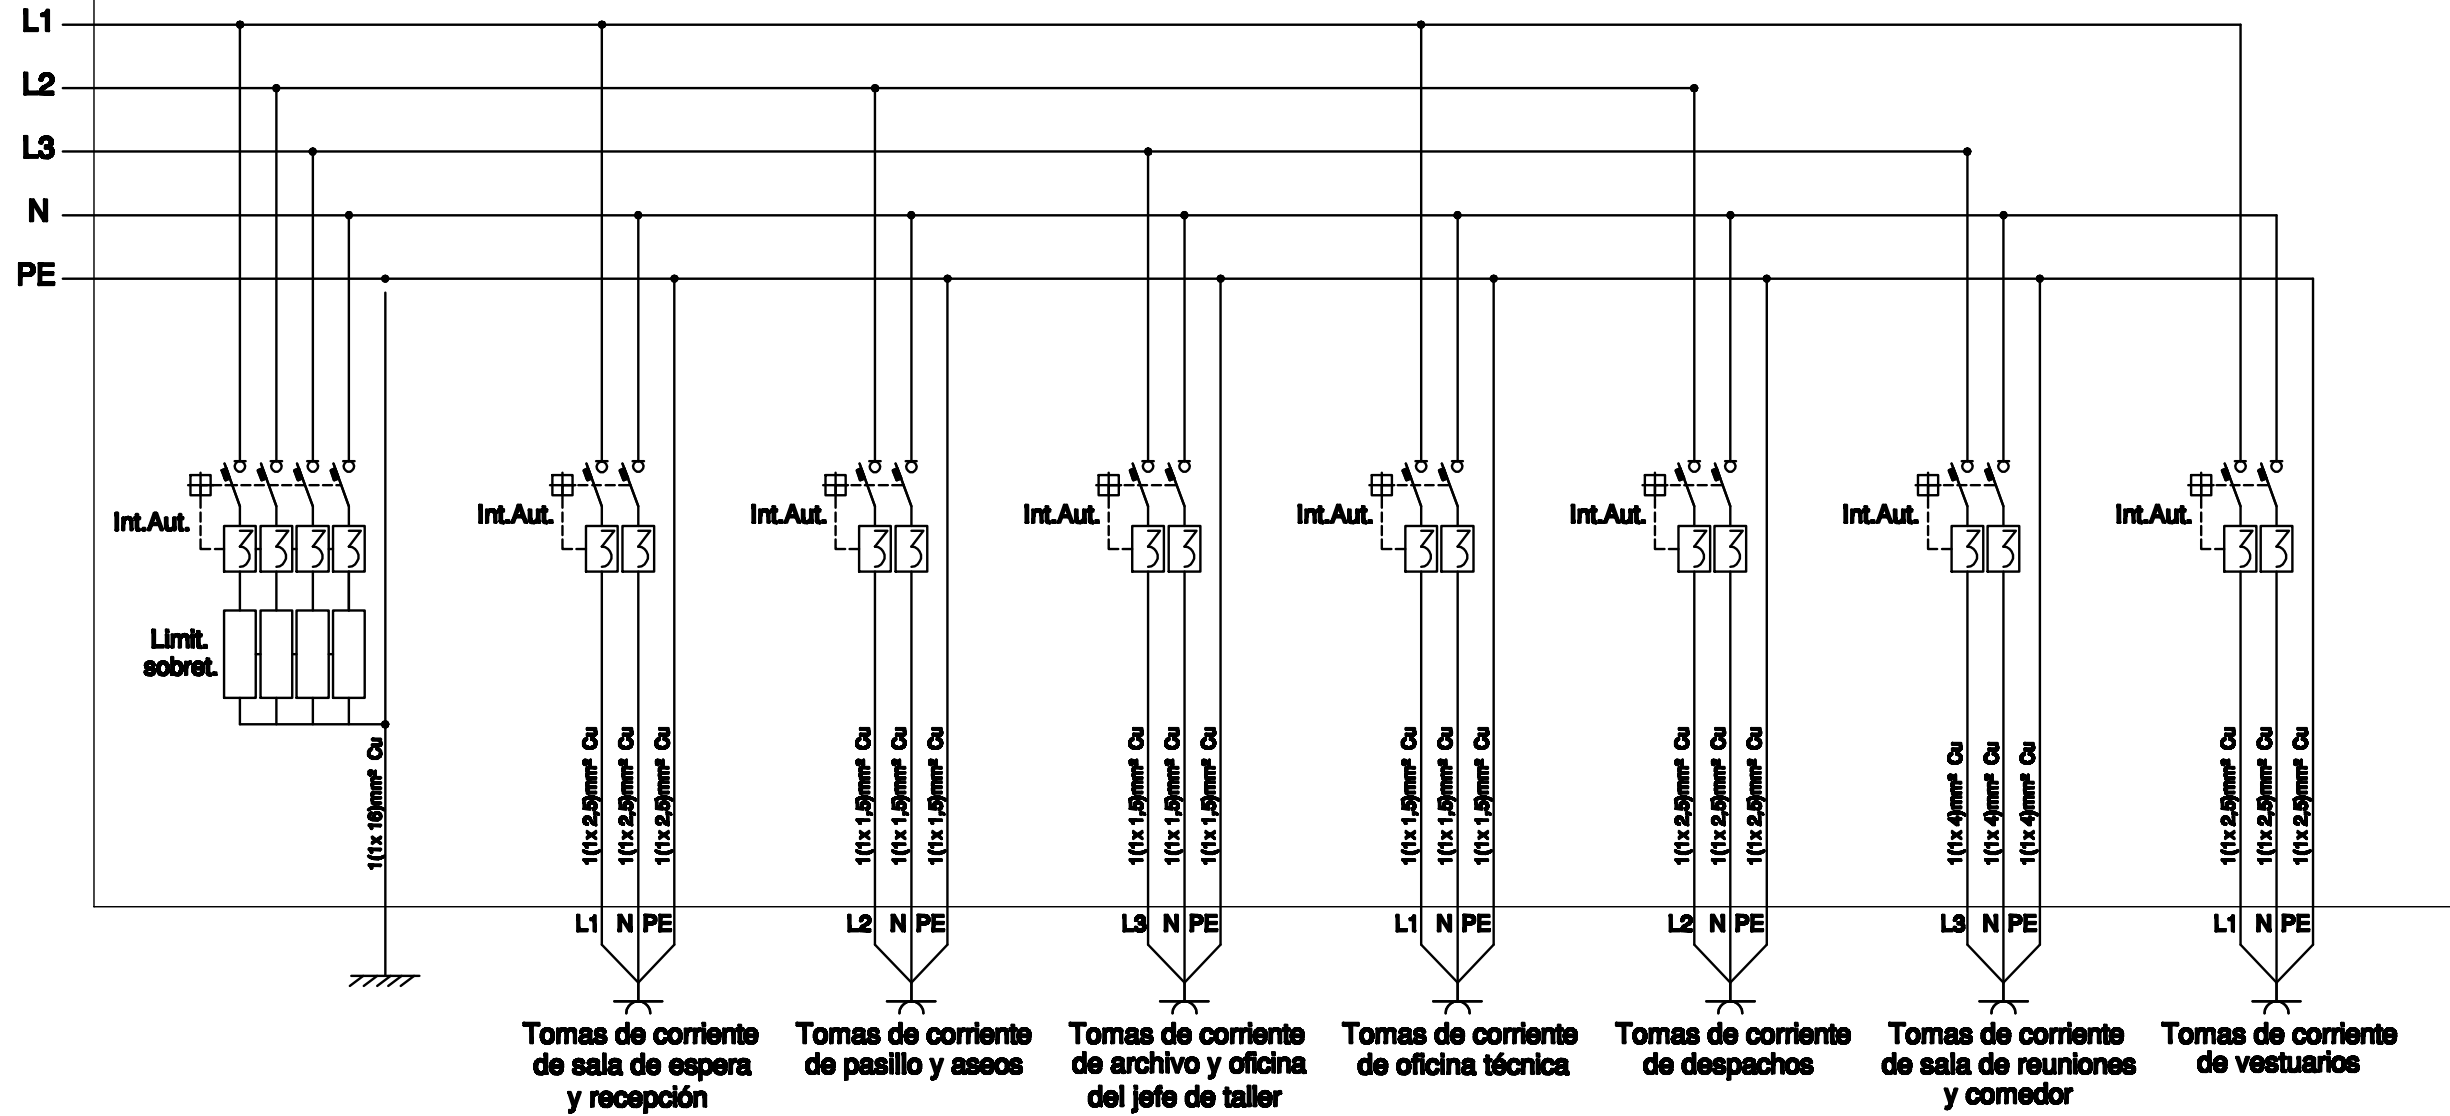 L1
L2
L3
N
PE
Int.Aut.
Int.Aut.
Int.Aut.
Int.Aut.
Int.Aut.
Int.Aut.
Int.Aut.
Int.Aut.
Limit.
sobret.
1(1x 16)mm² Cu
1(1x 2,5)mm² Cu
1(1x 2,5)mm² Cu
1(1x 2,5)mm² Cu
1(1x 1,5)mm² Cu
1(1x 1,5)mm² Cu
1(1x 1,5)mm² Cu
1(1x 1,5)mm² Cu
1(1x 1,5)mm² Cu
1(1x 1,5)mm² Cu
1(1x 1,5)mm² Cu
1(1x 1,5)mm² Cu
1(1x 1,5)mm² Cu
1(1x 2,5)mm² Cu
1(1x 2,5)mm² Cu
1(1x 2,5)mm² Cu
1(1x 4)mm² Cu
1(1x 4)mm² Cu
1(1x 4)mm² Cu
1(1x 2,5)mm² Cu
1(1x 2,5)mm² Cu
1(1x 2,5)mm² Cu
L1 N PE
L2 N PE
L3 N PE
L1 N PE
L2 N PE
L3 N PE
L1 N PE
Tomas de corriente
de sala de espera
y recepción
Tomas de corriente
de pasillo y aseos
Tomas de corriente
de archivo y oficina
del jefe de taller
Tomas de corriente
de oficina técnica
Tomas de corriente
de despachos
Tomas de corriente
de sala de reuniones
y comedor
Tomas de corriente
de vestuarios